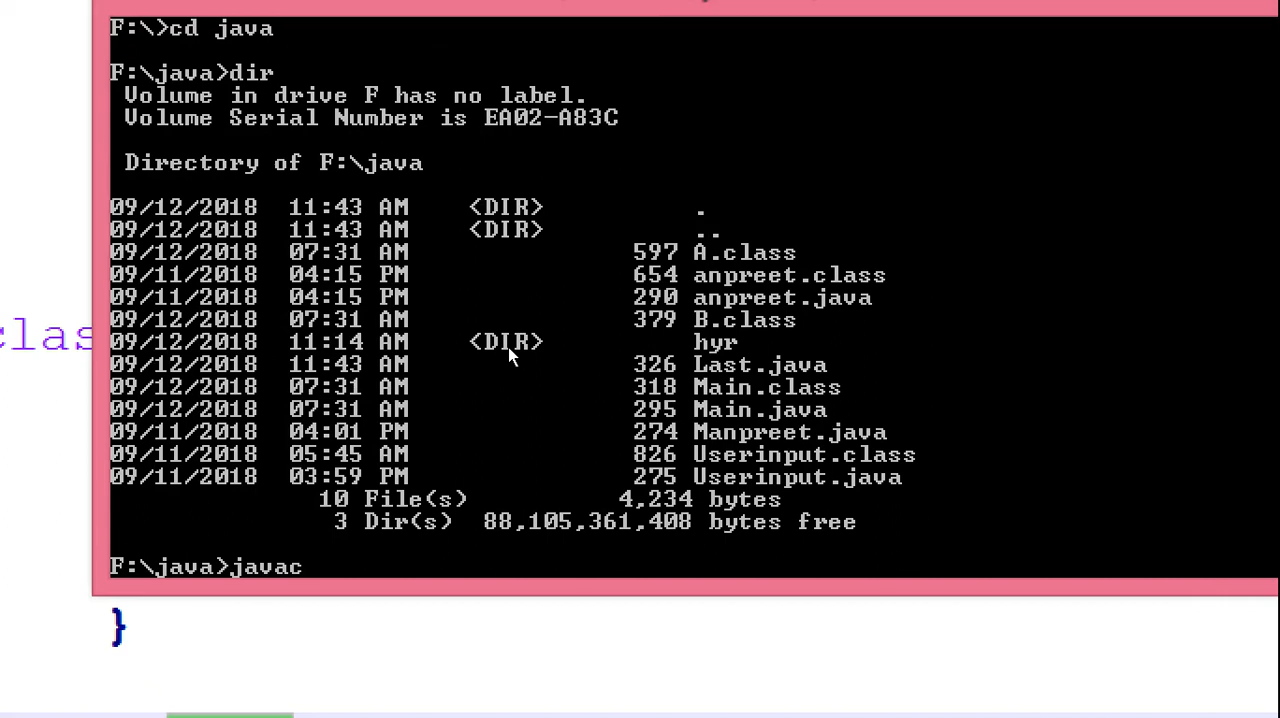 F:\>cd java
F:\java>dir
 Volume in drive F has no label.
 Volume Serial Number is EA02-A83C
 Directory of F:\java
09/12/2018  11:43 AM    <DIR>          .
09/12/2018  11:43 AM    <DIR>          ..
09/12/2018  07:31 AM               597 A.class
09/11/2018  04:15 PM               654 anpreet.class
09/11/2018  04:15 PM               290 anpreet.java
09/12/2018  07:31 AM               379 B.class
clas
09/12/2018  11:14 AM    <DIR>          hyr
09/12/2018  11:43 AM               326 Last.java
09/12/2018  07:31 AM               318 Main.class
09/12/2018  07:31 AM               295 Main.java
09/11/2018  04:01 PM               274 Manpreet.java
09/11/2018  05:45 AM               826 Userinput.class
09/11/2018  03:59 PM               275 Userinput.java
              10 File(s)          4,234 bytes
               3 Dir(s)  88,105,361,408 bytes free
F:\java>javac
}